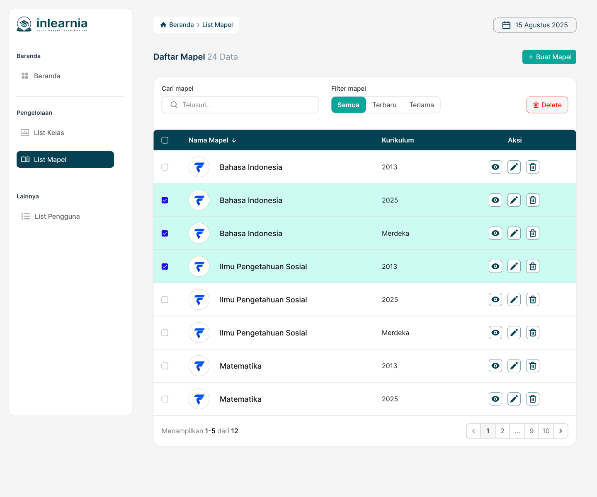 inlearnia
Beranda > List Mapel
15 Agustus 2025
Beranda
Beranda
Pengelolaan
List Kelas
List Mapel
Lainnya
List Pengguna
Daftar Mapel 24 Data
+ Buat Mapel
Cari mapel
Telusuri...
Filter mapel
Semua
Terbaru
Terlama
Delete
Nama Mapel ↓
Kurikulum
Aksi
Bahasa Indonesia
2013
Bahasa Indonesia
2025
Bahasa Indonesia
Merdeka
Ilmu Pengetahuan Sosial
2013
Ilmu Pengetahuan Sosial
2025
Ilmu Pengetahuan Sosial
Merdeka
Matematika
2013
Matematika
2025
Menampilkan 1-5 dari 12
1 2 ... 9 10